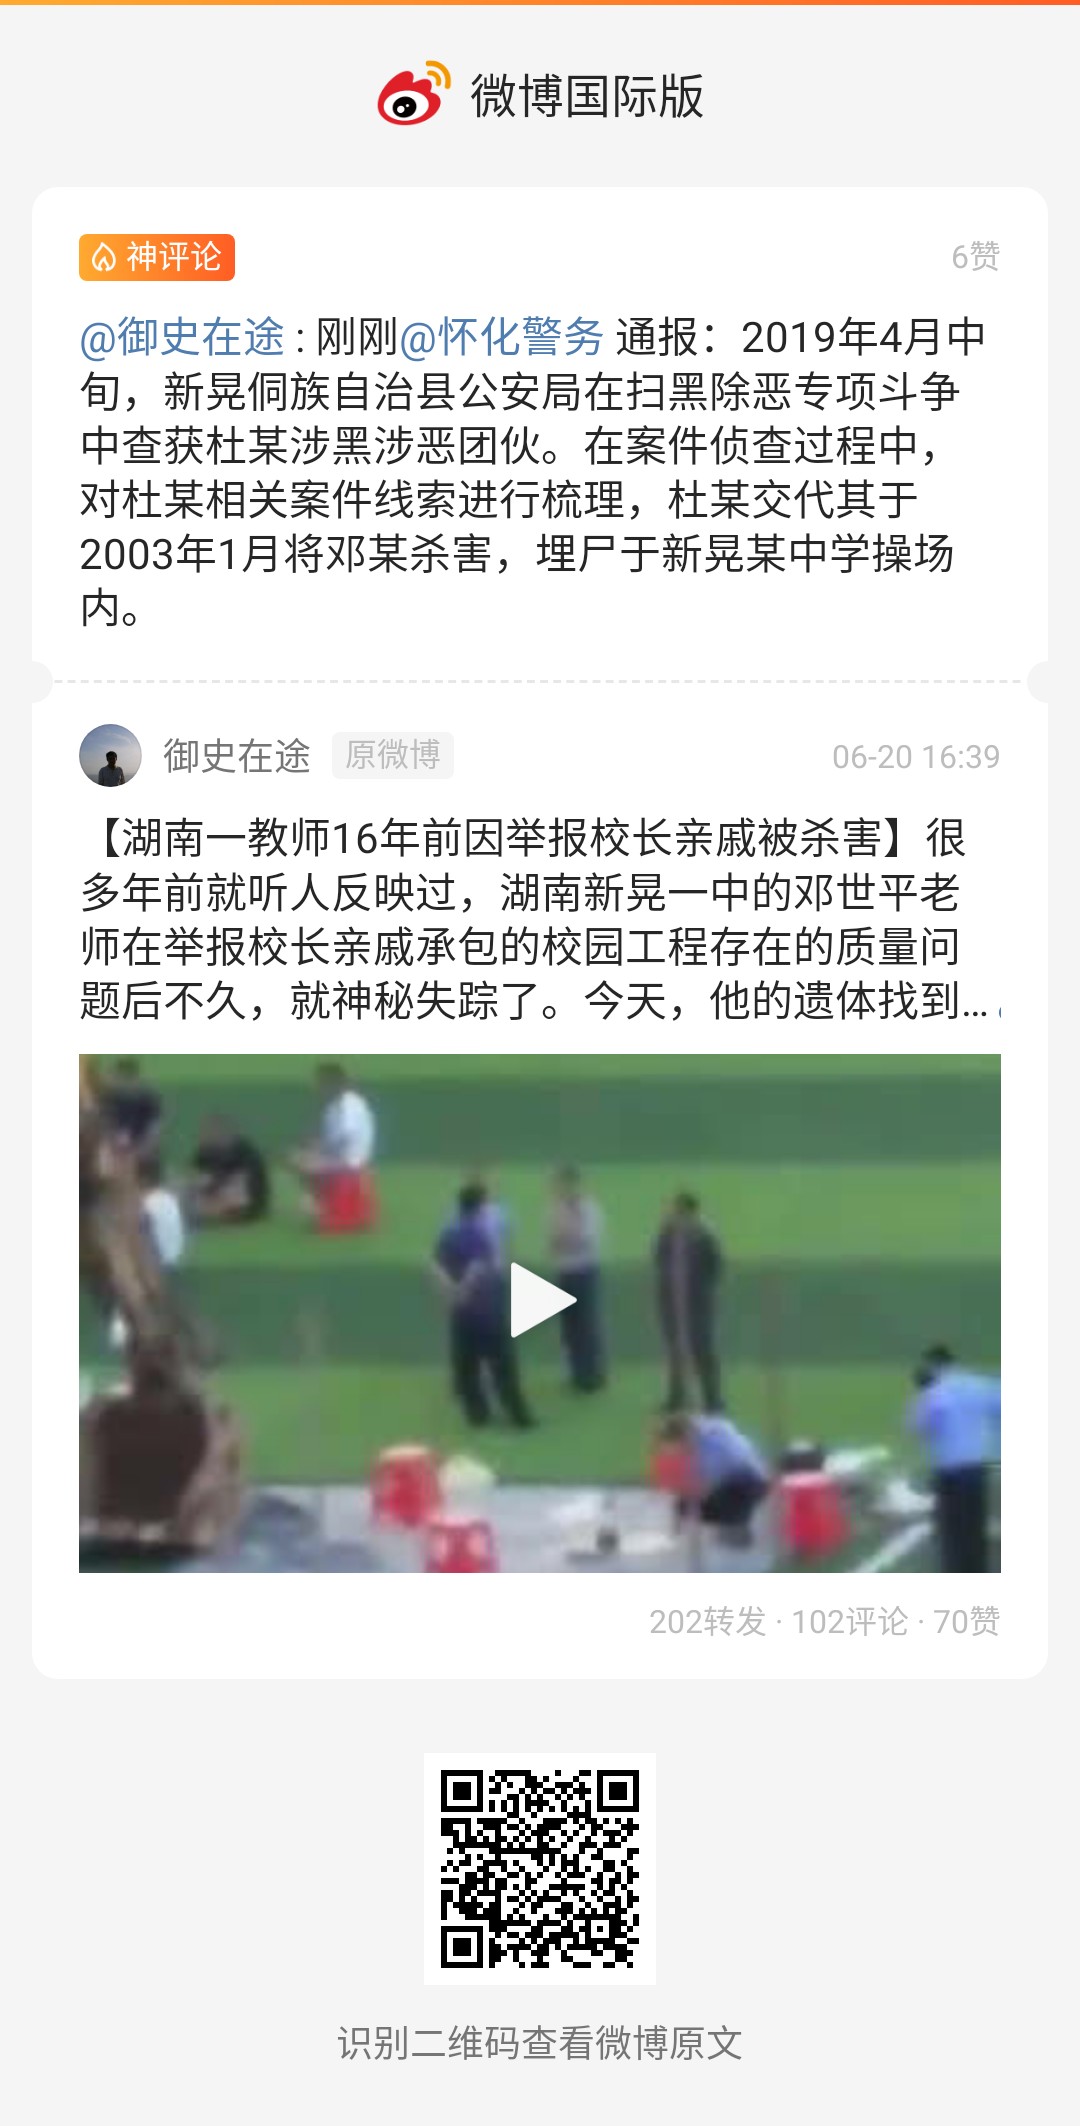 微博国际版
神评论
6赞
@御史在途 : 刚刚@怀化警务 通报：2019年4月中
旬，新晃侗族自治县公安局在扫黑除恶专项斗争
中查获杜某涉黑涉恶团伙。在案件侦查过程中，
对杜某相关案件线索进行梳理，杜某交代其于
2003年1月将邓某杀害，埋尸于新晃某中学操场
内。
御史在途 原微博
06-20 16:39
【湖南一教师16年前因举报校长亲戚被杀害】很
多年前就听人反映过，湖南新晃一中的邓世平老
师在举报校长亲戚承包的校园工程存在的质量问
题后不久，就神秘失踪了。今天，他的遗体找到...
202转发 · 102评论 · 70赞
识别二维码查看微博原文